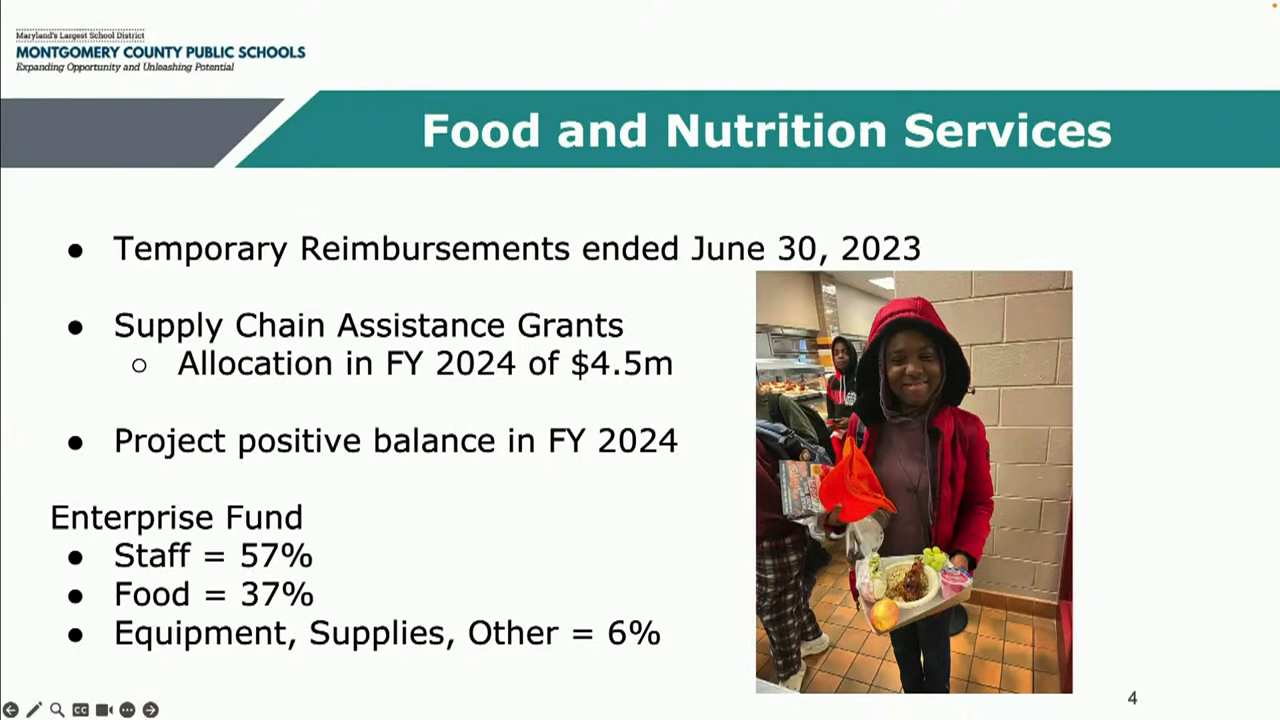 Maryland's Largest School District
MONTGOMERY COUNTY PUBLIC SCHOOLS
Expanding Opportunity and Unleashing Potential
Food and Nutrition Services
● Temporary Reimbursements ended June 30, 2023
● Supply Chain Assistance Grants
○ Allocation in FY 2024 of $4.5m
● Project positive balance in FY 2024
Enterprise Fund
● Staff = 57%
● Food = 37%
● Equipment, Supplies, Other = 6%
4
CC